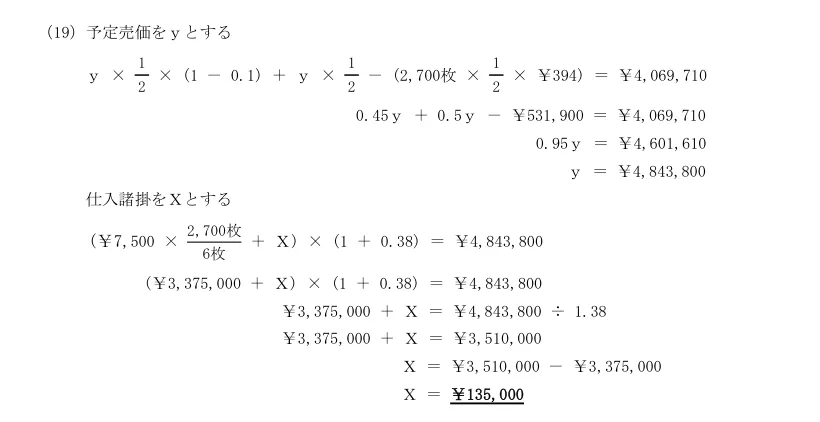 (19) 予定売価をyとする
y × 1/2 × (1 - 0.1) + y × 1/2 - (2,700枚 × 1/2 × ¥394) = ¥4,069,710
0.45y + 0.5y - ¥531,900 = ¥4,069,710
0.95y = ¥4,601,610
y = ¥4,843,800
仕入諸掛をXとする
(¥7,500 × 2,700枚/6枚 + X) × (1 + 0.38) = ¥4,843,800
(¥3,375,000 + X) × (1 + 0.38) = ¥4,843,800
¥3,375,000 + X = ¥4,843,800 ÷ 1.38
¥3,375,000 + X = ¥3,510,000
X = ¥3,510,000 - ¥3,375,000
X = ¥135,000